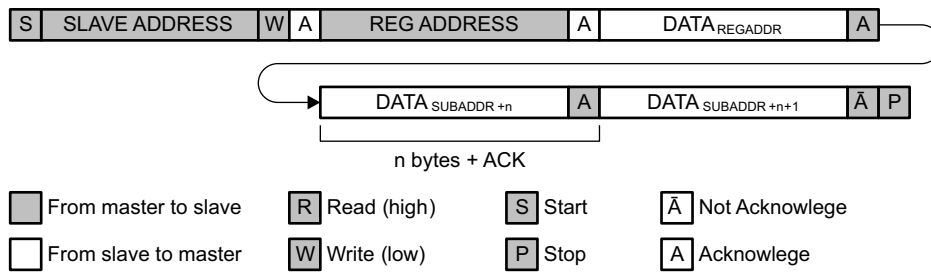 S SLAVE ADDRESS W A REG ADDRESS A DATA REGADDR A
DATA SUBADDR +n A DATA SUBADDR +n+1 Ā P
n bytes + ACK
From master to slave R Read (high) S Start Ā Not Acknowlege
From slave to master W Write (low) P Stop A Acknowlege